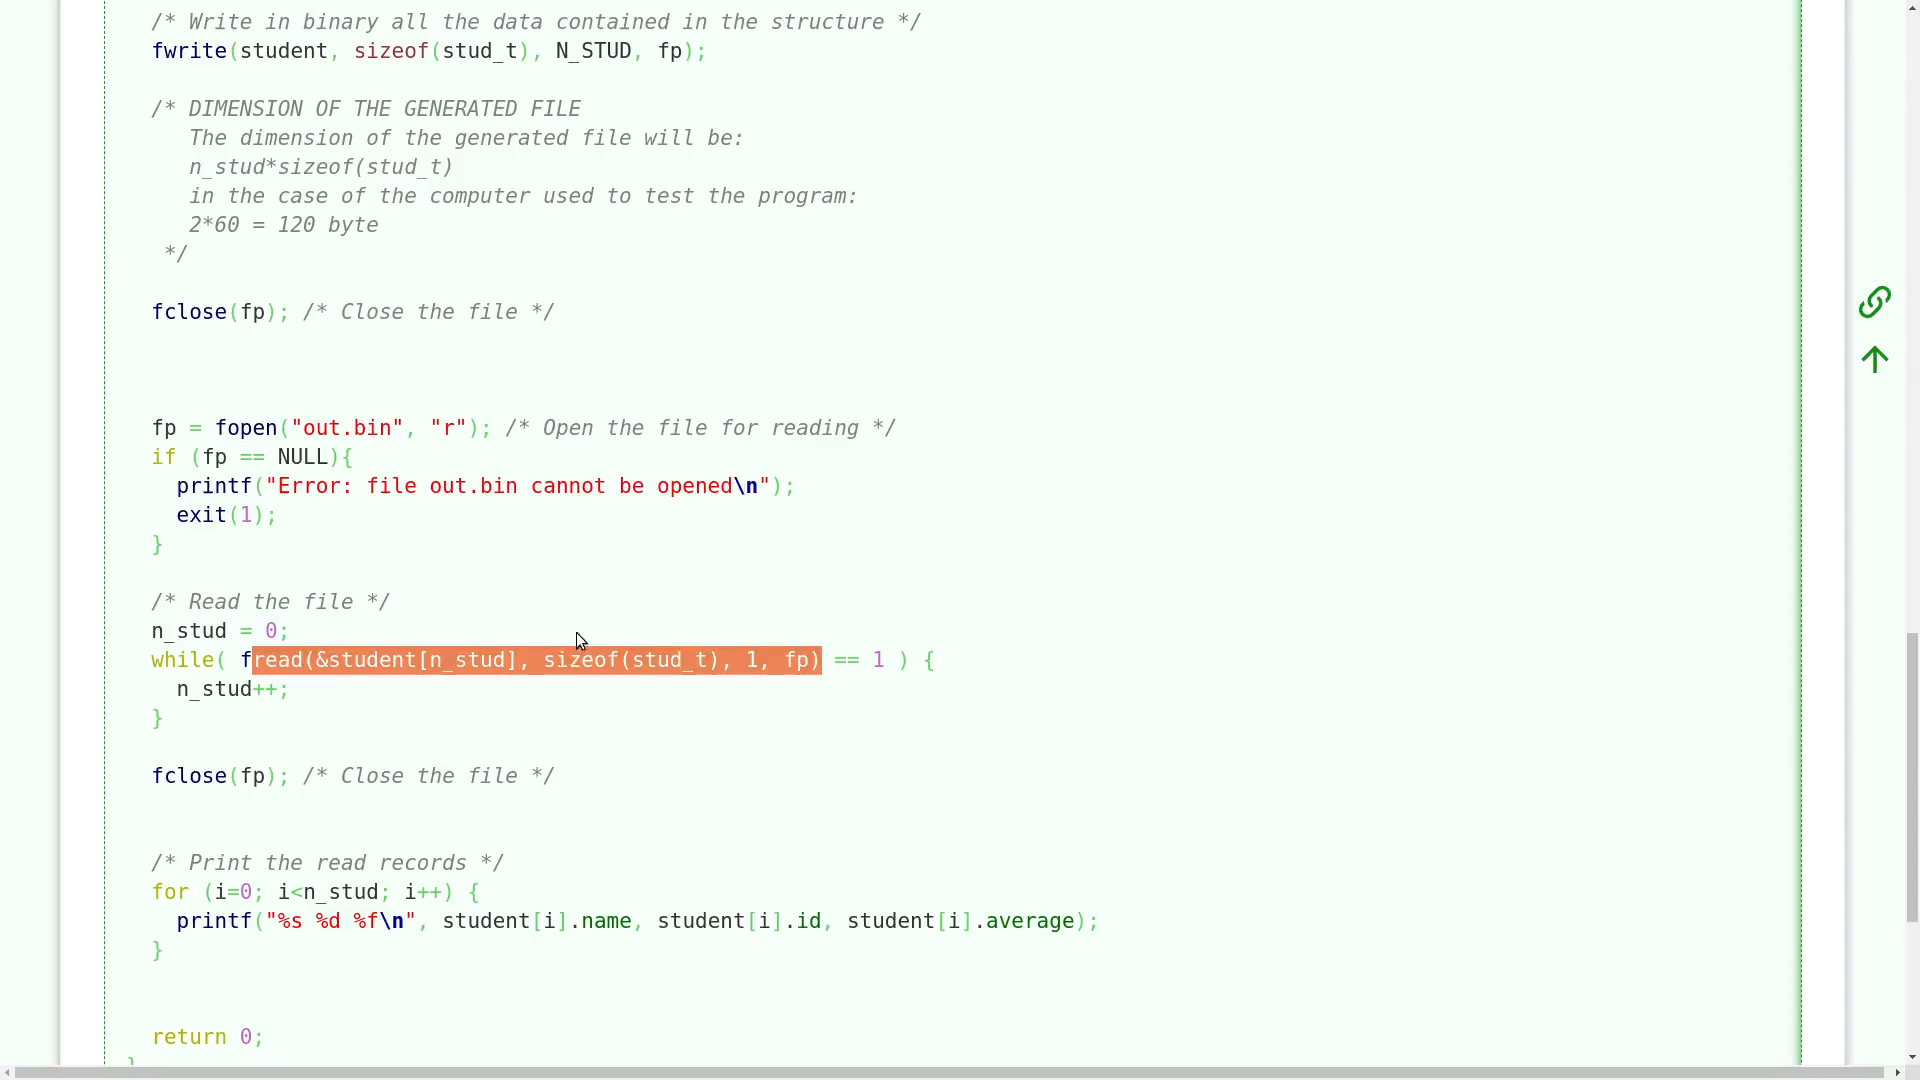 /* Write in binary all the data contained in the structure */
fwrite(student, sizeof(stud_t), N_STUD, fp);
/* DIMENSION OF THE GENERATED FILE
The dimension of the generated file will be:
n_stud*sizeof(stud_t)
in the case of the computer used to test the program:
2*60 = 120 byte
*/
fclose(fp); /* Close the file */
fp = fopen("out.bin", "r"); /* Open the file for reading */
if (fp == NULL){
printf("Error: file out.bin cannot be opened\n");
exit(1);
}
/* Read the file */
n_stud = 0;
while( fread(&student[n_stud], sizeof(stud_t), 1, fp) == 1 ) {
n_stud++;
}
fclose(fp); /* Close the file */
/* Print the read records */
for (i=0; i<n_stud; i++) {
printf("%s %d %f\n", student[i].name, student[i].id, student[i].average);
}
return 0;
}